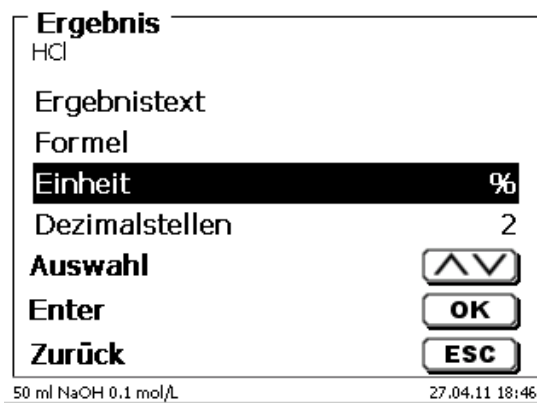 Ergebnis
HCl
Ergebnistext
Formel
Einheit %
Dezimalstellen 2
Auswahl
Enter OK
Zurück ESC
50 ml NaOH 0.1 mol/L 27.04.11 18:46